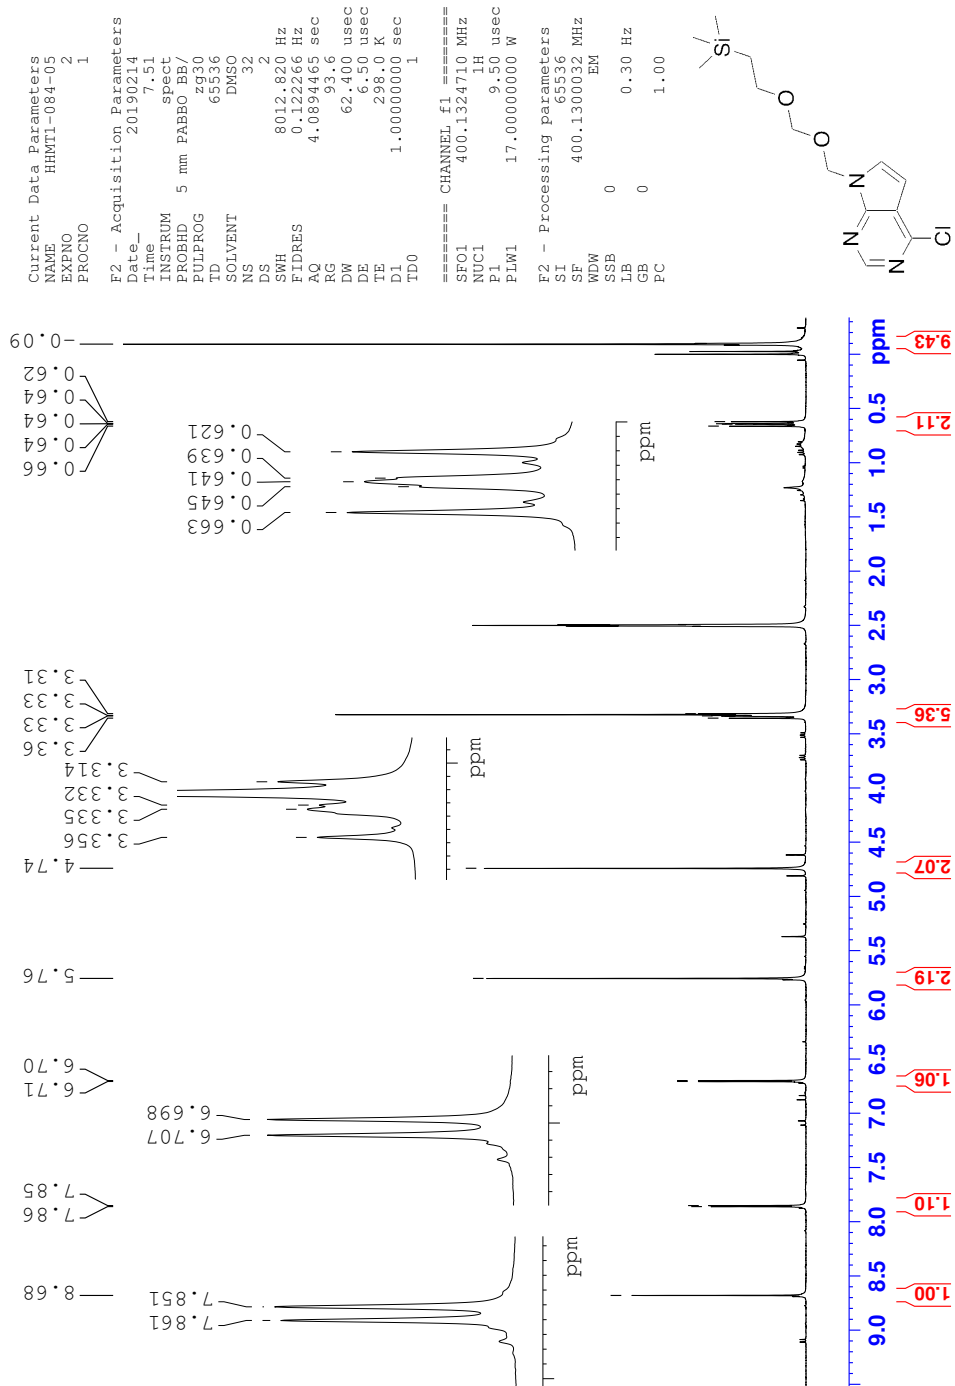 Current Data Parameters
NAME HHMT1-084-05
EXPNO 2
PROCNO 1
F2 - Acquisition Parameters
Date_ 20190214
Time 7.51
INSTRUM spect
PROBHD 5 mm PABBO BB/
PULPROG zg30
TD 65536
SOLVENT DMSO
NS 32
DS 2
SWH 8012.820 Hz
FIDRES 0.122266 Hz
AQ 4.0894465 sec
RG 93.6
DW 62.400 usec
DE 6.50 usec
TE 298.0 K
D1 1.00000000 sec
TD0 1
======== CHANNEL f1 ========
SFO1 400.1324710 MHz
NUC1 1H
P1 9.50 usec
PLW1 17.00000000 W
F2 - Processing parameters
SI 65536
SF 400.1300032 MHz
WDW EM
SSB 0
LB 0.30 Hz
GB 0
PC 1.00
Si
O
O
N
N
N
Cl
8.68
7.86
7.85
6.71
6.70
5.76
4.74
3.36
3.33
3.33
3.31
0.66
0.64
0.64
0.64
0.62
-0.09
7.861
7.851
ppm
6.707
6.698
ppm
3.356
3.335
3.332
3.314
ppm
0.663
0.645
0.641
0.639
0.621
ppm
9.0 8.5 8.0 7.5 7.0 6.5 6.0 5.5 5.0 4.5 4.0 3.5 3.0 2.5 2.0 1.5 1.0 0.5 ppm
1.00
1.10
1.06
2.19
2.07
5.36
2.11
9.43